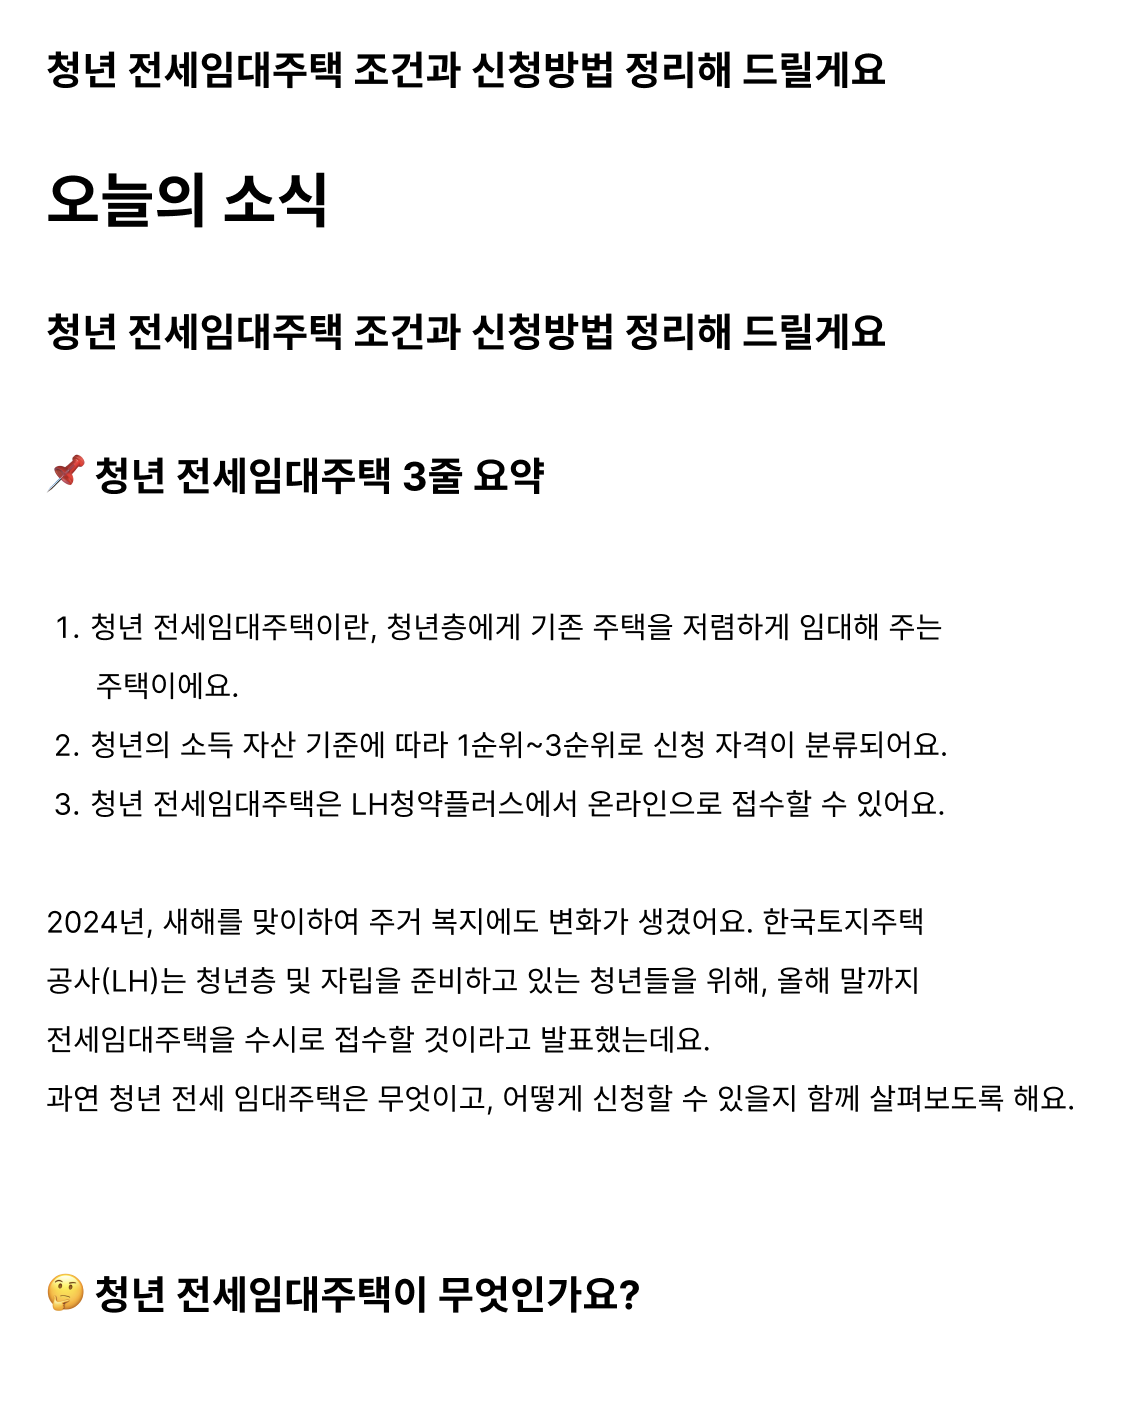 청년 전세임대주택 조건과 신청방법 정리해 드릴게요
오늘의 소식
청년 전세임대주택 조건과 신청방법 정리해 드릴게요
📌 청년 전세임대주택 3줄 요약
1. 청년 전세임대주택이란, 청년층에게 기존 주택을 저렴하게 임대해 주는
주택이에요.
2. 청년의 소득 자산 기준에 따라 1순위~3순위로 신청 자격이 분류되어요.
3. 청년 전세임대주택은 LH청약플러스에서 온라인으로 접수할 수 있어요.
2024년, 새해를 맞이하여 주거 복지에도 변화가 생겼어요. 한국토지주택
공사(LH)는 청년층 및 자립을 준비하고 있는 청년들을 위해, 올해 말까지
전세임대주택을 수시로 접수할 것이라고 발표했는데요.
과연 청년 전세 임대주택은 무엇이고, 어떻게 신청할 수 있을지 함께 살펴보도록 해요.
🤔 청년 전세임대주택이 무엇인가요?